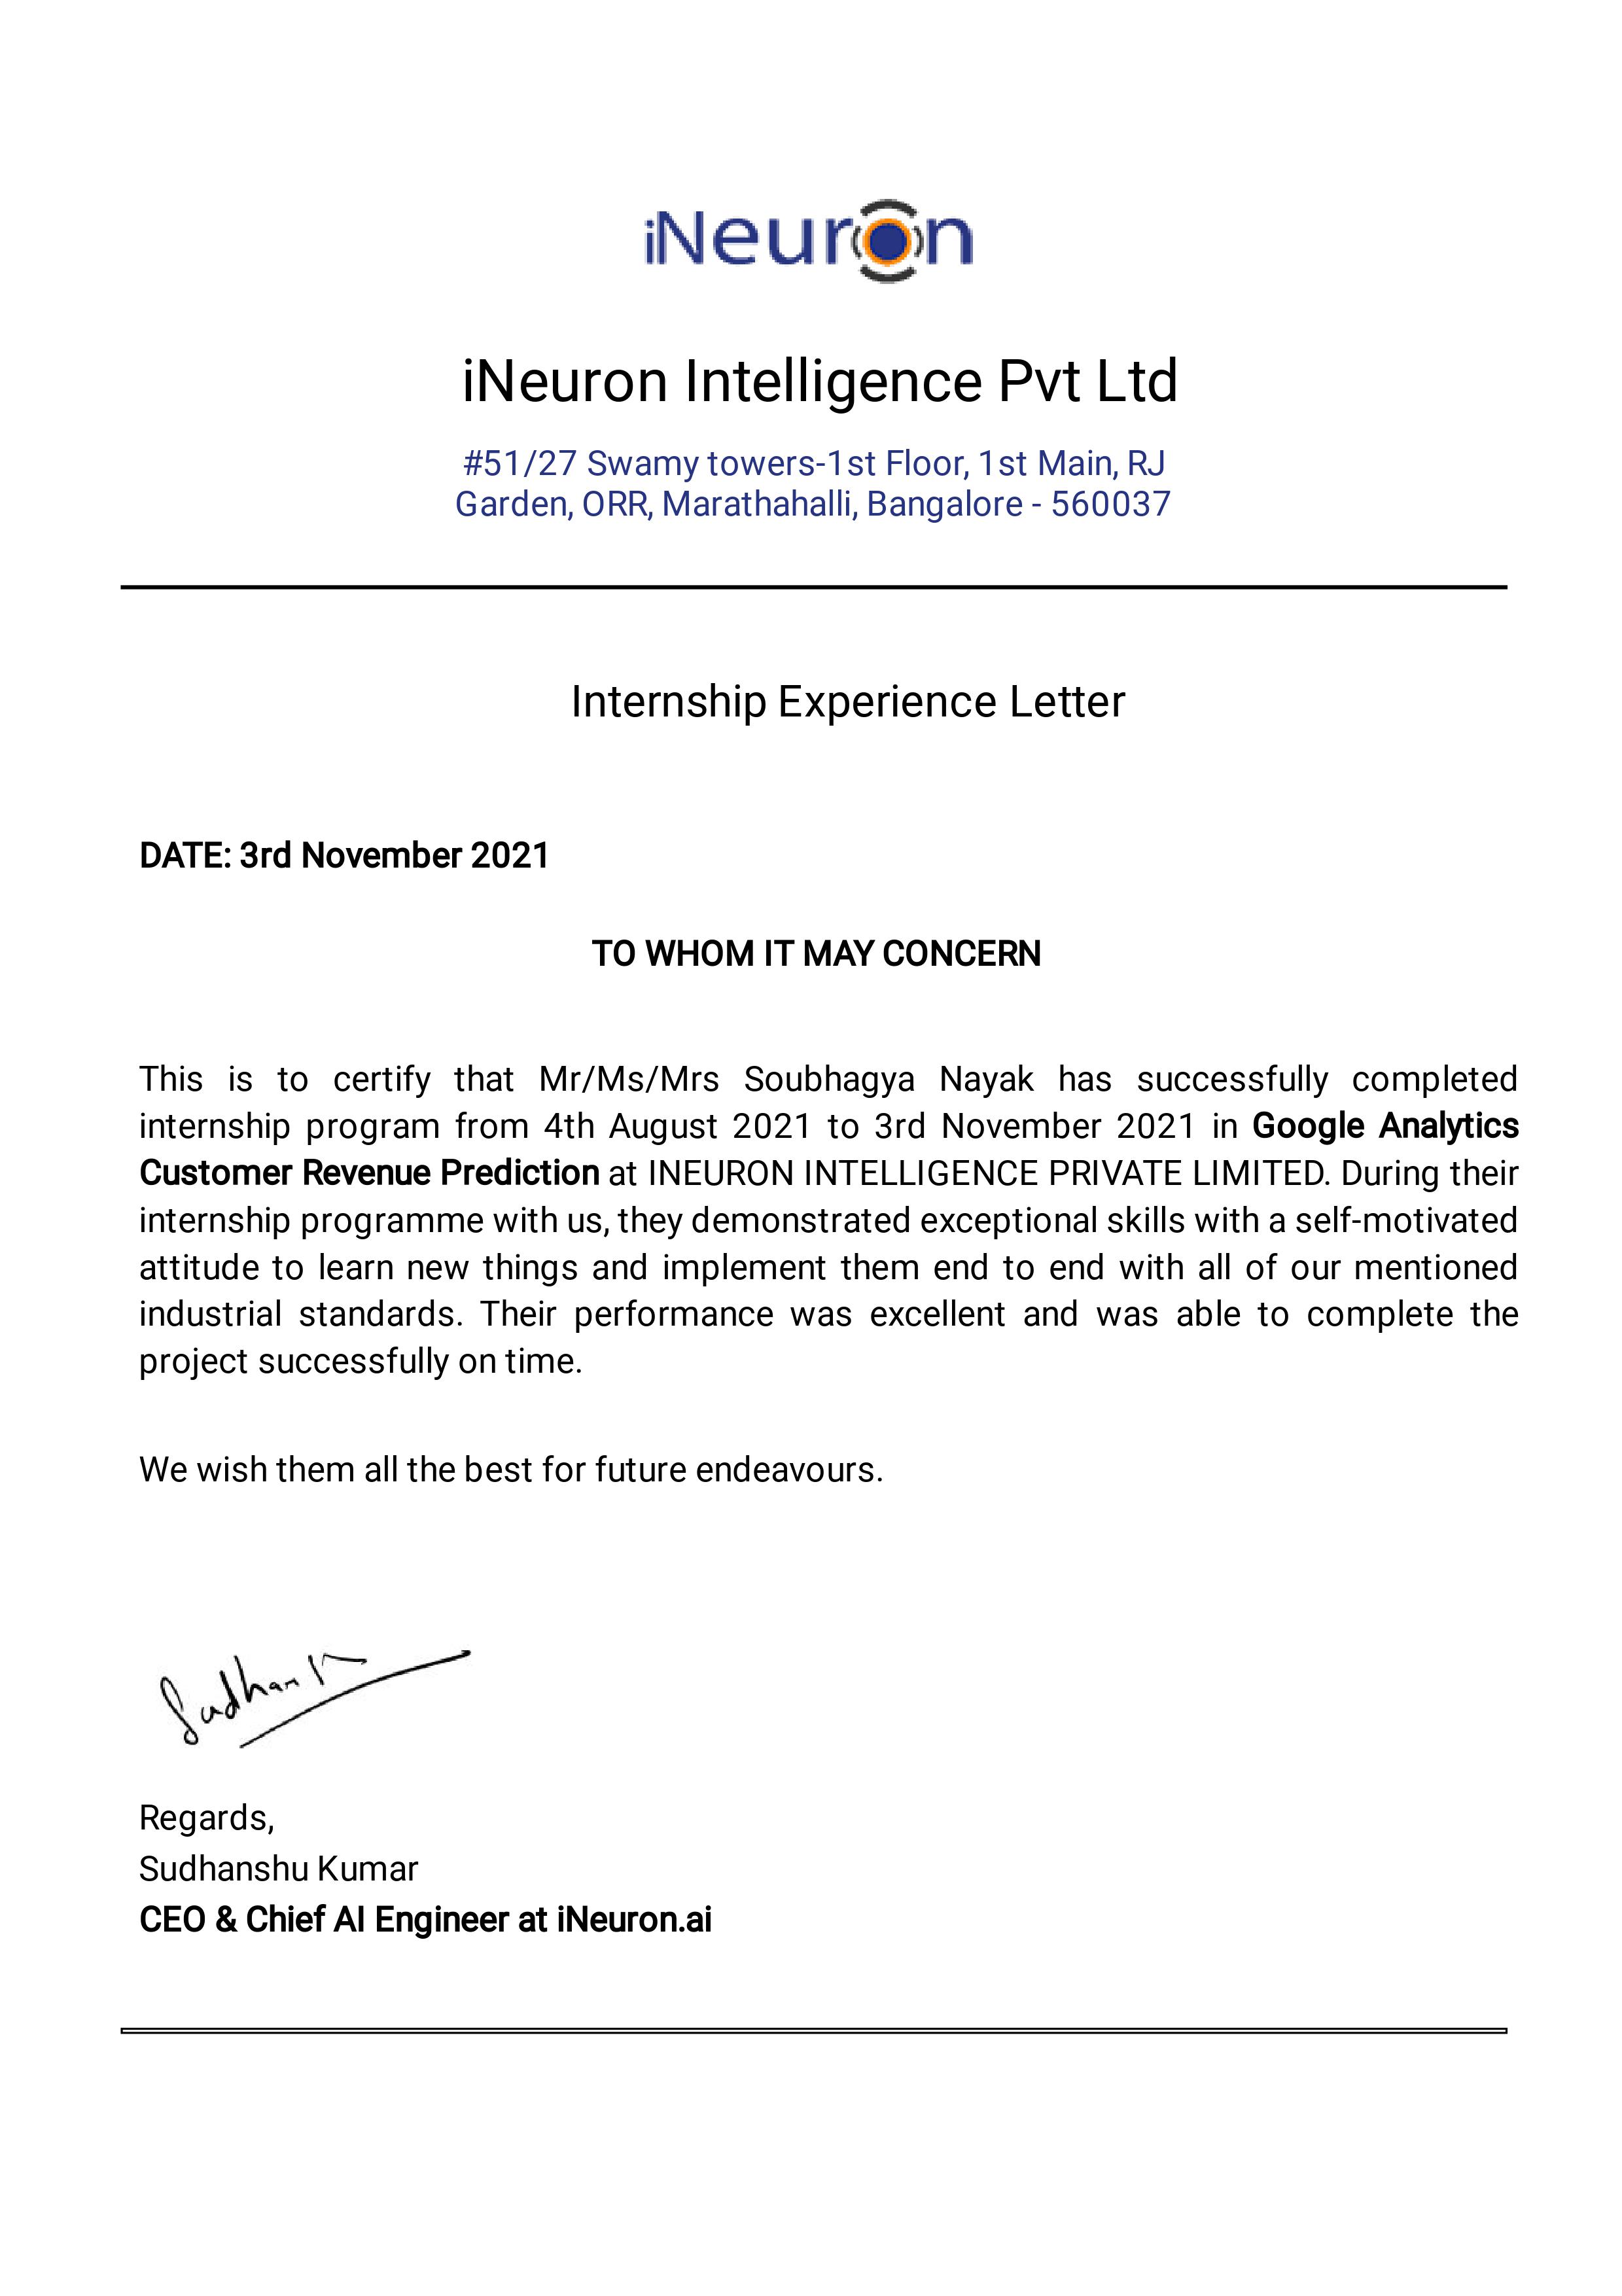 iNeuron
iNeuron Intelligence Pvt Ltd
#51/27 Swamy towers-1st Floor, 1st Main, RJ
Garden, ORR, Marathahalli, Bangalore - 560037
Internship Experience Letter
DATE: 3rd November 2021
TO WHOM IT MAY CONCERN
This is to certify that Mr/Ms/Mrs Soubhagya Nayak has successfully completed
internship program from 4th August 2021 to 3rd November 2021 in Google Analytics
Customer Revenue Prediction at INEURON INTELLIGENCE PRIVATE LIMITED. During their
internship programme with us, they demonstrated exceptional skills with a self-motivated
attitude to learn new things and implement them end to end with all of our mentioned
industrial standards. Their performance was excellent and was able to complete the
project successfully on time.
We wish them all the best for future endeavours.
Regards,
Sudhanshu Kumar
CEO & Chief AI Engineer at iNeuron.ai